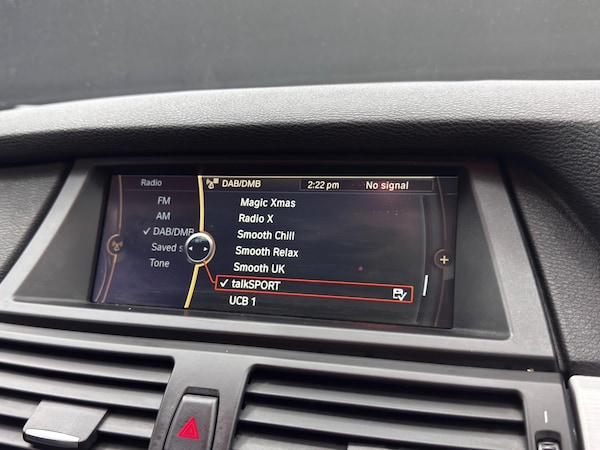 Radio
FM
AM
DAB/DMB
Saved s
Tone
DAB/DMB 2:22 pm No signal
Magic Xmas
Radio X
Smooth Chill
Smooth Relax
Smooth UK
talkSPORT
UCB 1